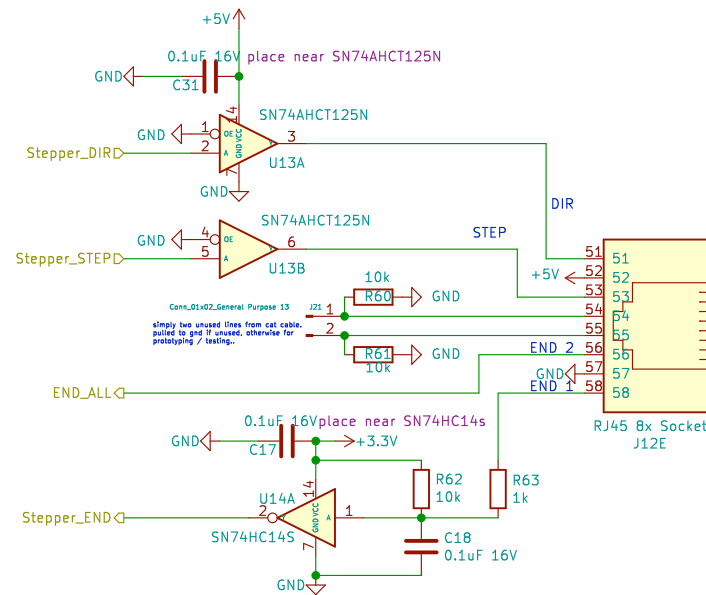 +5V
0.1uF 16V place near SN74AHCT125N
GND
C31
14
SN74AHCT125N
GND 1 OE VCC
3
Stepper_DIR 2 A GND
U13A
7
GND
DIR
SN74AHCT125N
GND 4 OE
6
STEP
Stepper_STEP 5 A
U13B
51 51
+5V 52 52
53 53
54 54
55 55
END 2 56 56
GND 57 57
END 1 58 58
RJ45 8x Socket
J12E
10k
R60 GND
Conn_01x02_General Purpose 13 J21
1
2
simply two unused lines from cat cable.
pulled to gnd if unused, otherwise for
prototyping / testing..
R61 GND
10k
END_ALL
0.1uF 16V place near SN74HC14s
GND
C17
+3.3V
14
R62
10k
R63
1k
U14A
Stepper_END 2 GND VCC A 1
SN74HC14S
7
C18
0.1uF 16V
GND